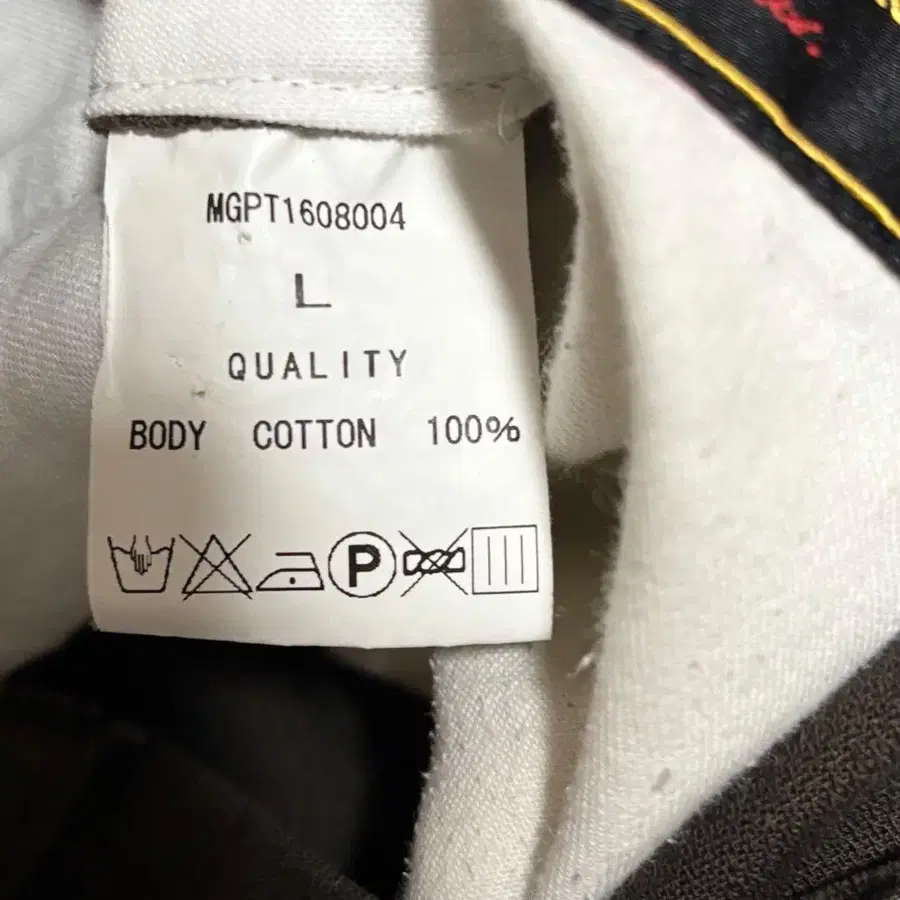 MGPT1608004
L
QUALITY
BODY COTTON 100%
P